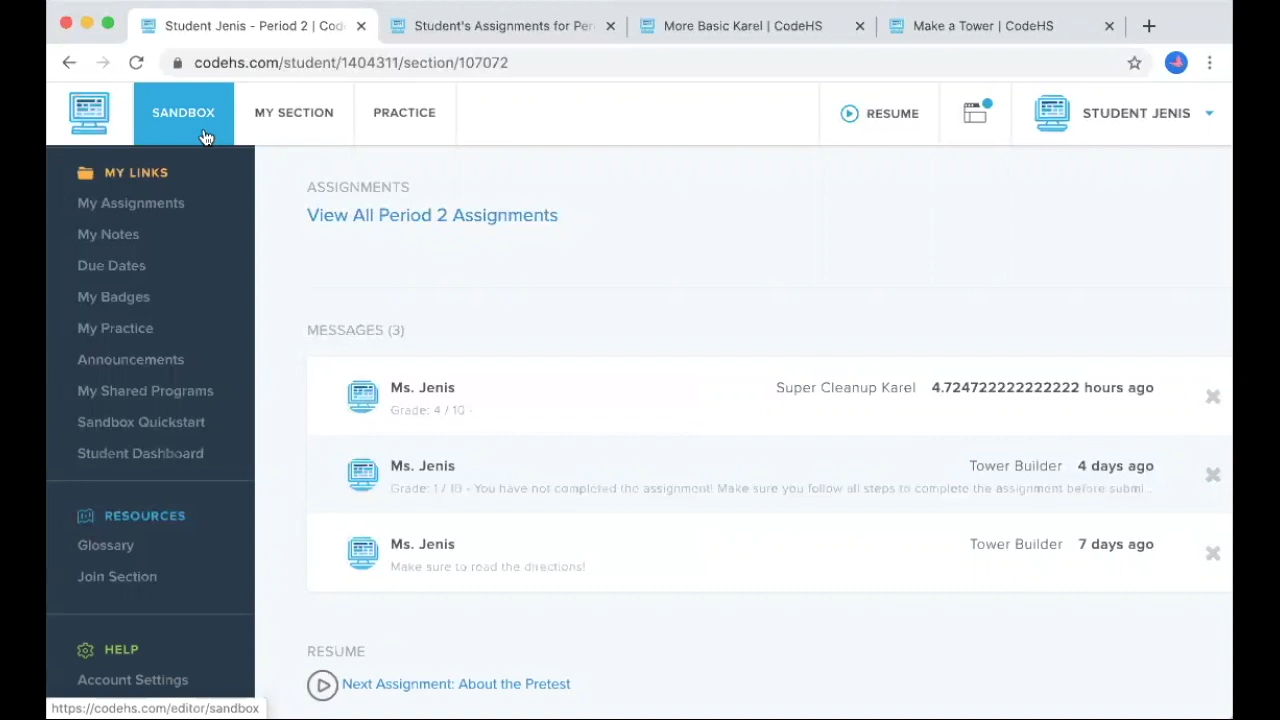 Student Jenis - Period 2 | Cod
Student's Assignments for Per
More Basic Karel | CodeHS
Make a Tower | CodeHS
codehs.com/student/1404311/section/107072
SANDBOX
MY SECTION
PRACTICE
RESUME
STUDENT JENIS
MY LINKS
My Assignments
My Notes
Due Dates
My Badges
My Practice
Announcements
My Shared Programs
Sandbox Quickstart
Student Dashboard
RESOURCES
Glossary
Join Section
HELP
Account Settings
https://codehs.com/editor/sandbox
ASSIGNMENTS
View All Period 2 Assignments
MESSAGES (3)
Ms. Jenis
Super Cleanup Karel 4.724722222222222 hours ago
Grade: 4 / 10 -
Ms. Jenis
Tower Builder 4 days ago
Grade: 1 / 10 - You have not completed the assignment! Make sure you follow all steps to complete the assignment before submi...
Ms. Jenis
Tower Builder 7 days ago
Make sure to read the directions!
RESUME
Next Assignment: About the Pretest